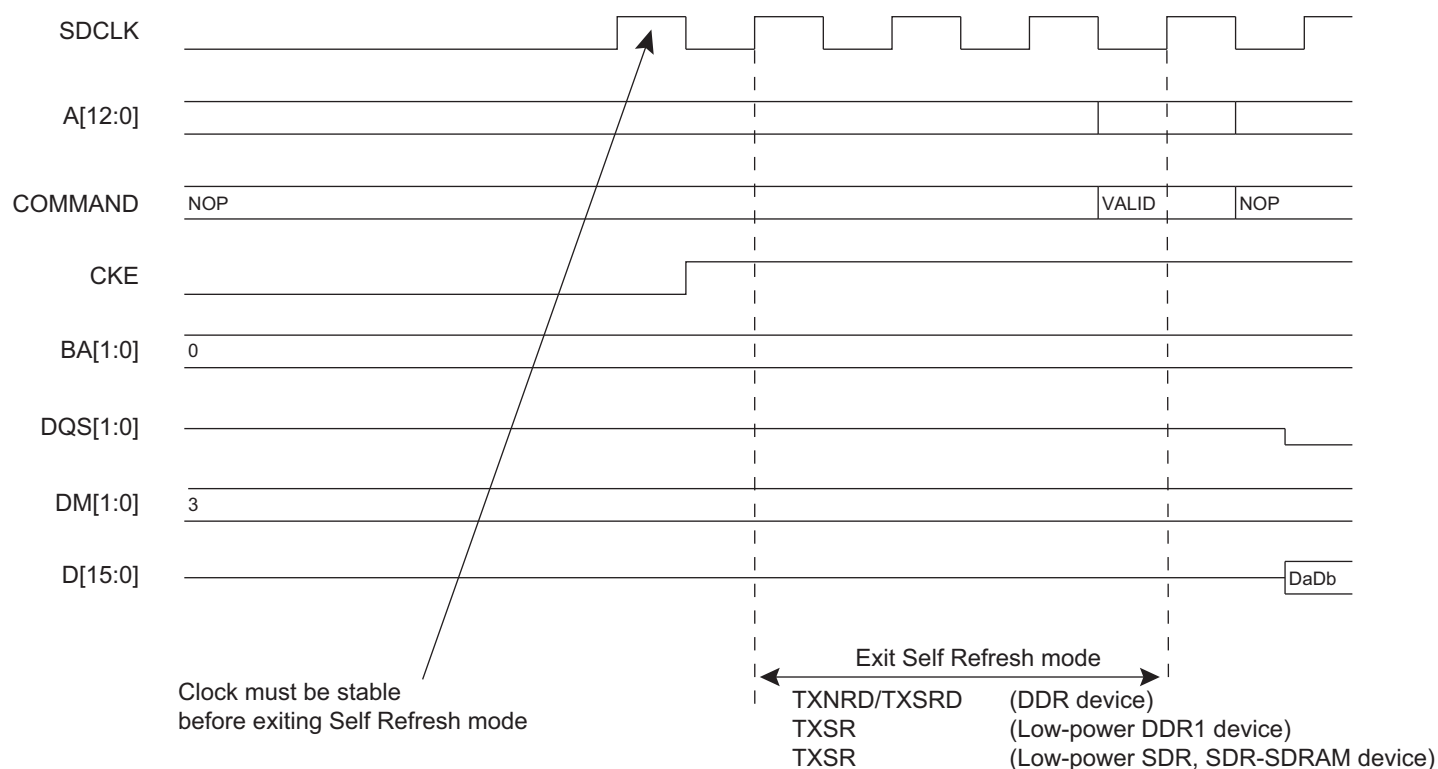 SDCLK
A[12:0]
COMMAND NOP VALID NOP
CKE
BA[1:0] 0
DQS[1:0]
DM[1:0] 3
D[15:0] DaDb
Exit Self Refresh mode
Clock must be stable
before exiting Self Refresh mode
TXNRD/TXSRD (DDR device)
TXSR (Low-power DDR1 device)
TXSR (Low-power SDR, SDR-SDRAM device)